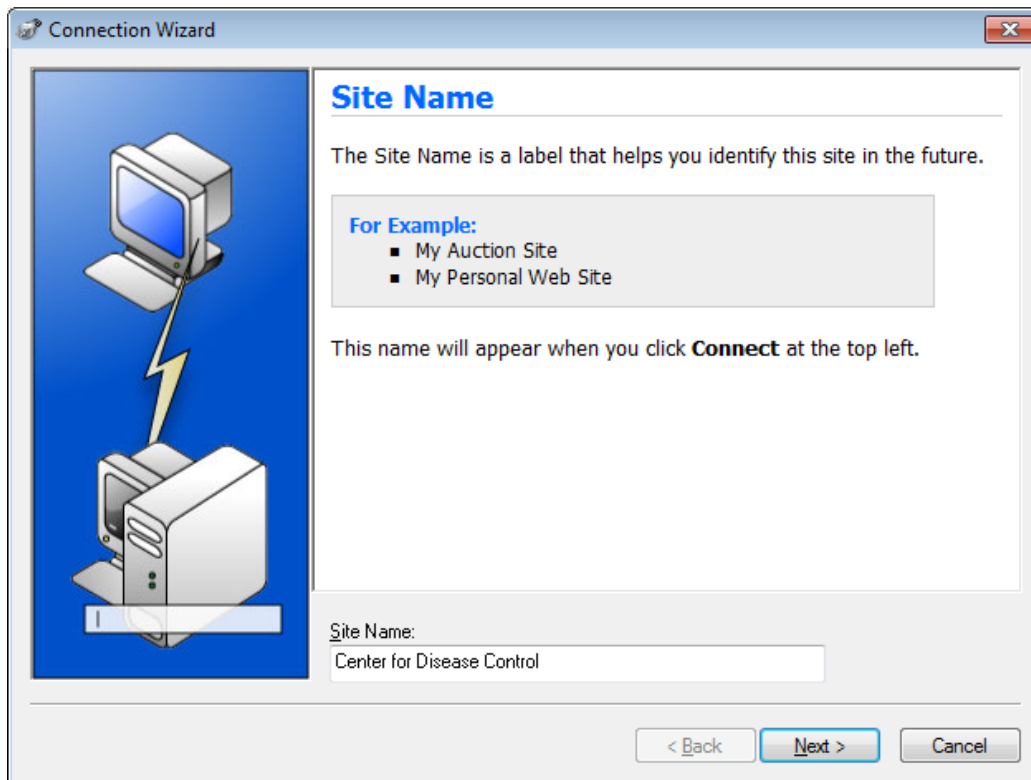 Connection Wizard
Site Name
The Site Name is a label that helps you identify this site in the future.
For Example:
▪ My Auction Site
▪ My Personal Web Site
This name will appear when you click Connect at the top left.
Site Name:
Center for Disease Control
< Back
Next >
Cancel